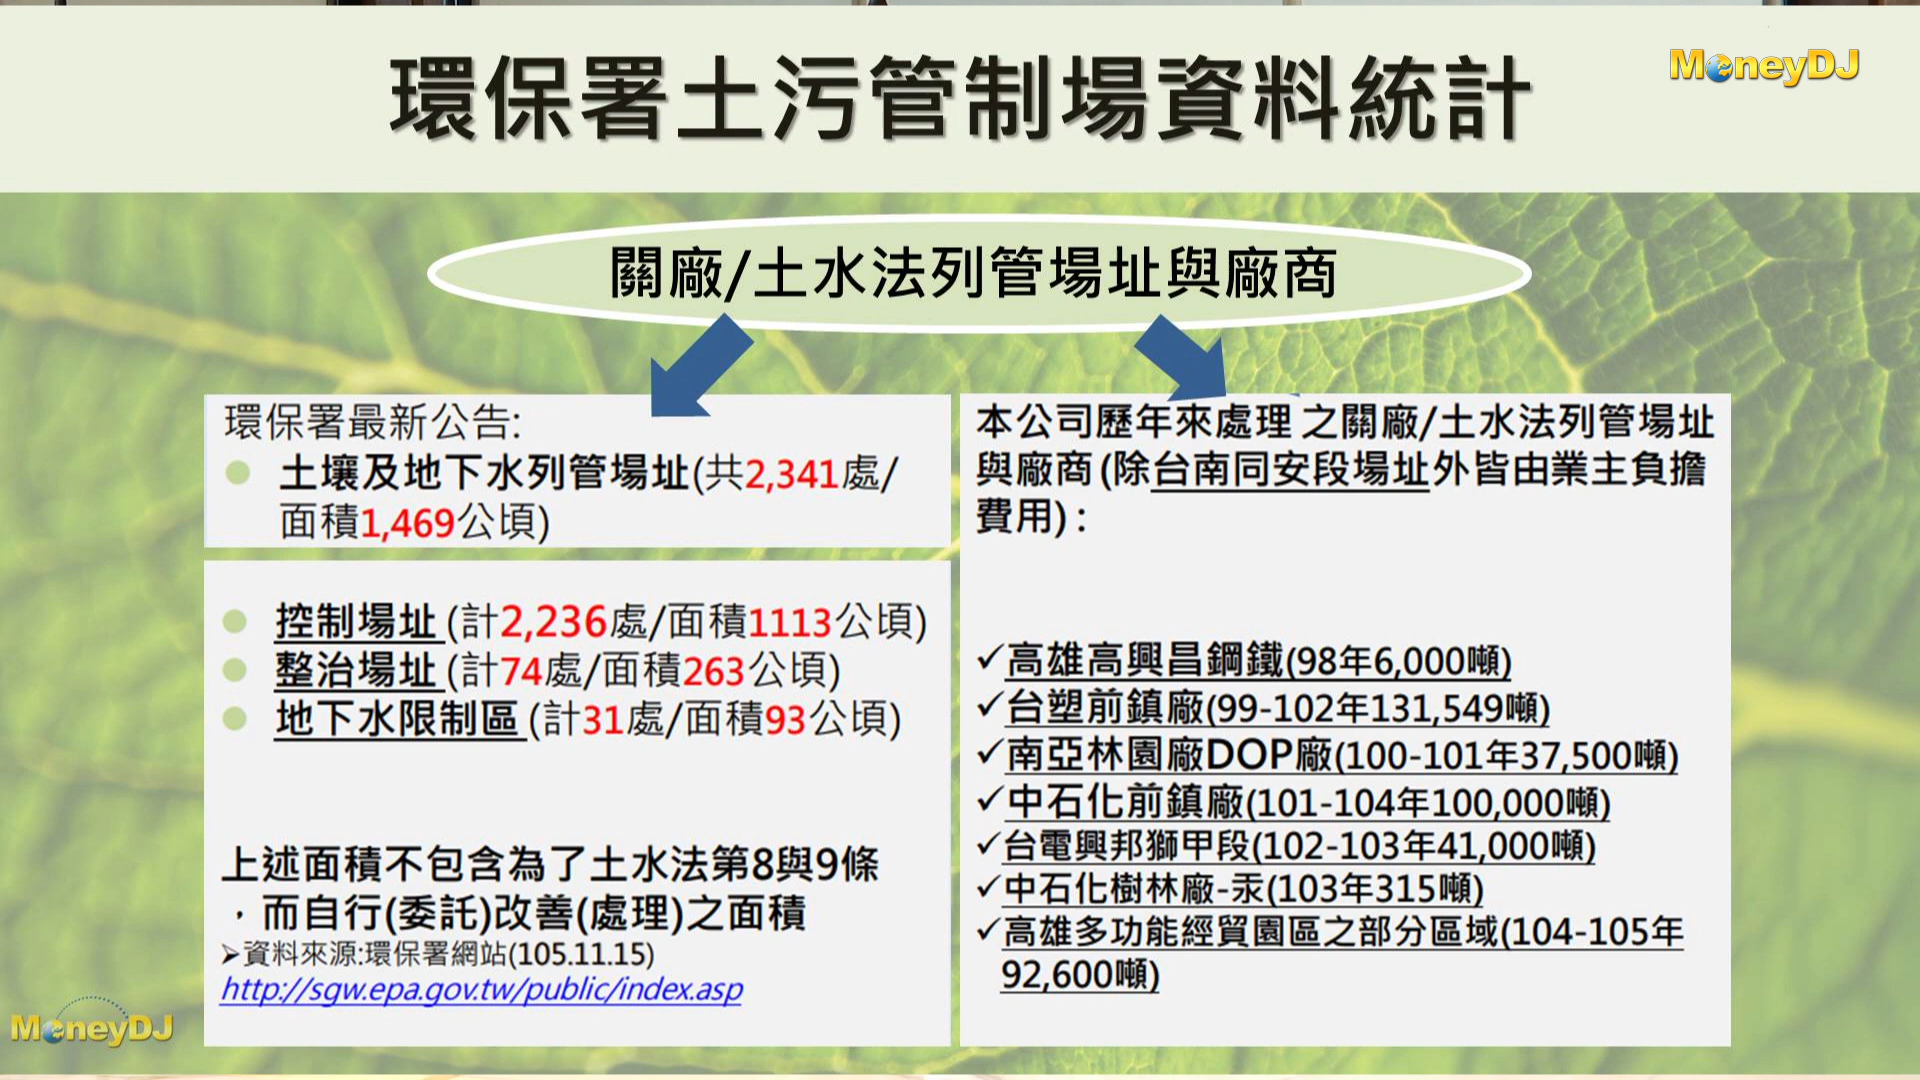 環保署土污管制場資料統計
MoneyDJ
關廠/土水法列管場址與廠商
環保署最新公告:
土壤及地下水列管場址(共2,341處/
面積1,469公頃)
控制場址 (計2,236處/面積1113公頃)
整治場址 (計74處/面積263公頃)
地下水限制區 (計31處/面積93公頃)
上述面積不包含為了土水法第8與9條
，而自行(委託)改善(處理)之面積
資料來源:環保署網站(105.11.15)
http://sgw.epa.gov.tw/public/index.asp
本公司歷年來處理 之關廠/土水法列管場址
與廠商 (除台南同安段場址外皆由業主負擔
費用) :
✓高雄高興昌鋼鐵(98年6,000噸)
✓台塑前鎮廠(99-102年131,549噸)
✓南亞林園廠DOP廠(100-101年37,500噸)
✓中石化前鎮廠(101-104年100,000噸)
✓台電興邦獅甲段(102-103年41,000噸)
✓中石化樹林廠-汞(103年315噸)
✓高雄多功能經貿園區之部分區域(104-105年
92,600噸)
MoneyDJ